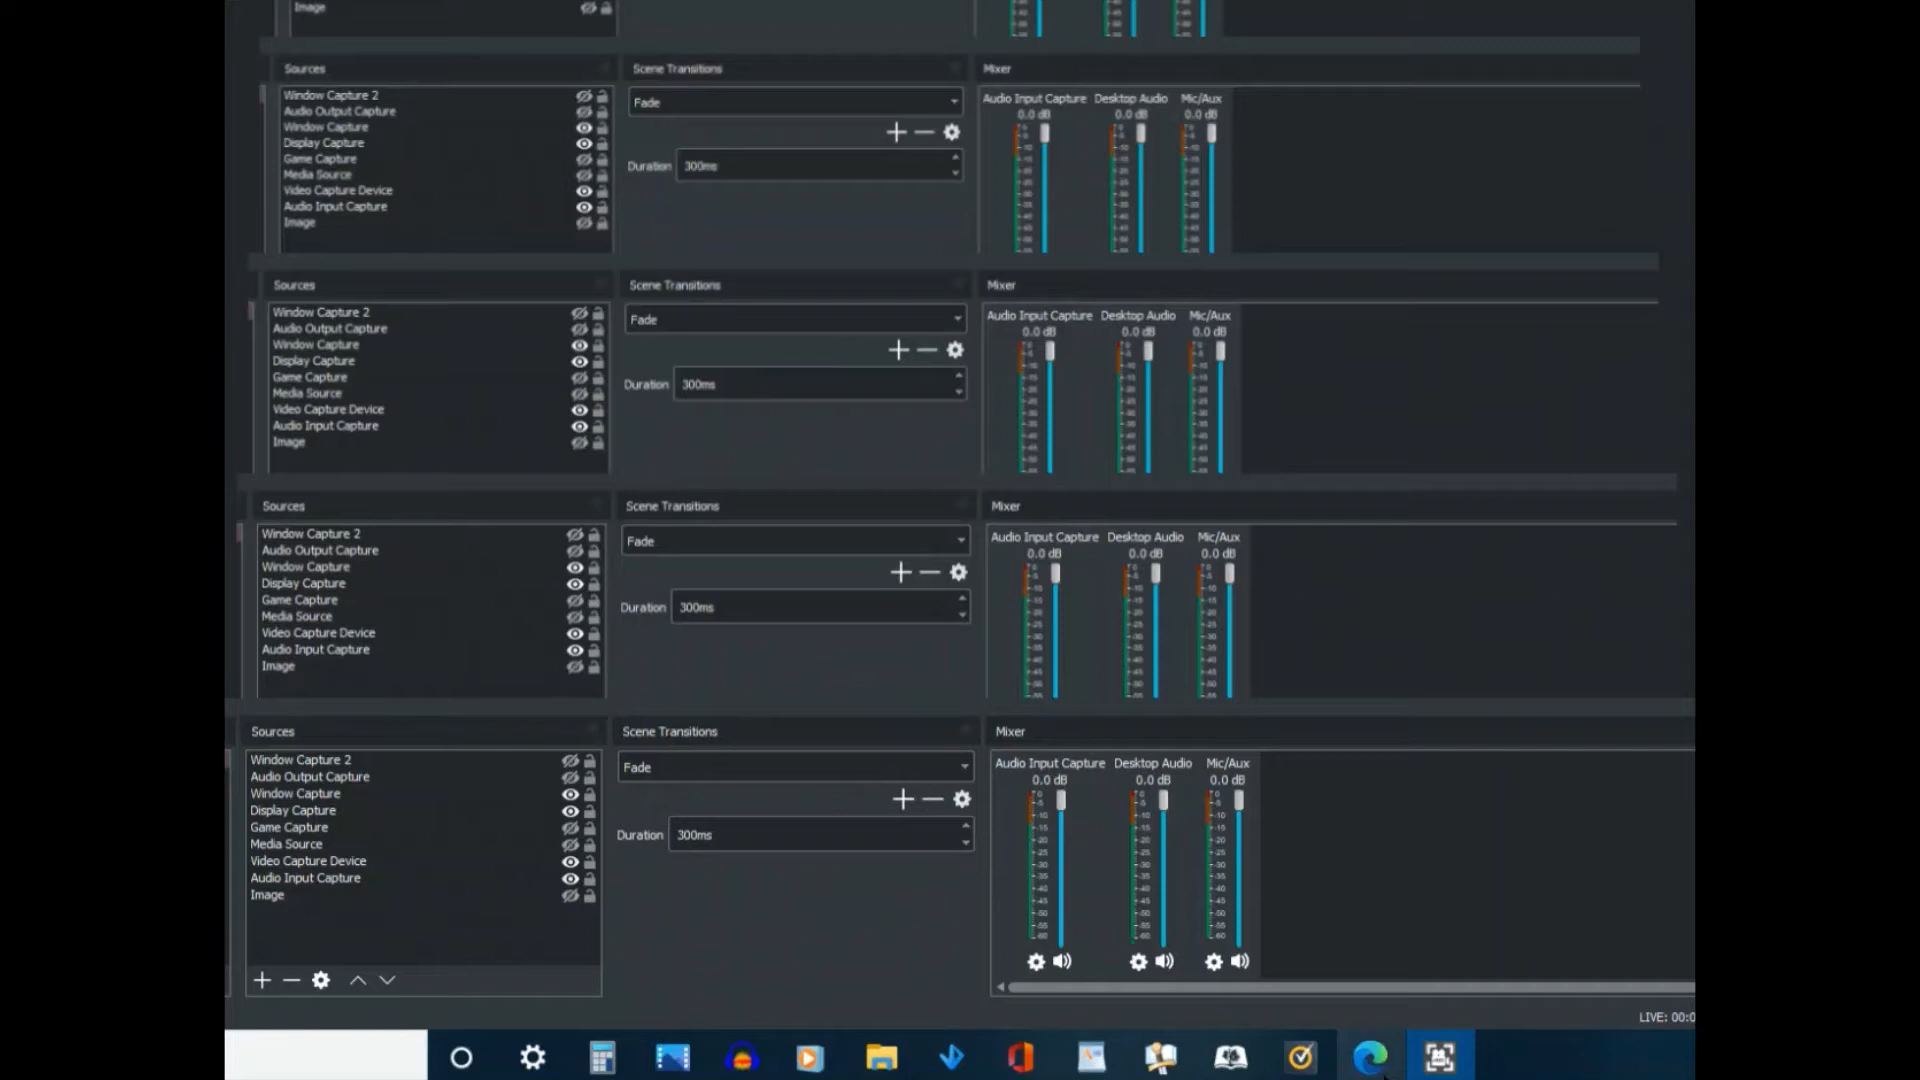 Image
Sources
Scene Transitions
Mixer
Window Capture 2
Audio Output Capture
Window Capture
Display Capture
Game Capture
Media Source
Video Capture Device
Audio Input Capture
Image
Fade
Duration 300ms
Audio Input Capture Desktop Audio Mic/Aux
0.0 dB 0.0 dB 0.0 dB
Sources
Scene Transitions
Mixer
Window Capture 2
Audio Output Capture
Window Capture
Display Capture
Game Capture
Media Source
Video Capture Device
Audio Input Capture
Image
Fade
Duration 300ms
Audio Input Capture Desktop Audio Mic/Aux
0.0 dB 0.0 dB 0.0 dB
Sources
Scene Transitions
Mixer
Window Capture 2
Audio Output Capture
Window Capture
Display Capture
Game Capture
Media Source
Video Capture Device
Audio Input Capture
Image
Fade
Duration 300ms
Audio Input Capture Desktop Audio Mic/Aux
0.0 dB 0.0 dB 0.0 dB
Sources
Scene Transitions
Mixer
Window Capture 2
Audio Output Capture
Window Capture
Display Capture
Game Capture
Media Source
Video Capture Device
Audio Input Capture
Image
Fade
Duration 300ms
Audio Input Capture Desktop Audio Mic/Aux
0.0 dB 0.0 dB 0.0 dB
LIVE: 00:0